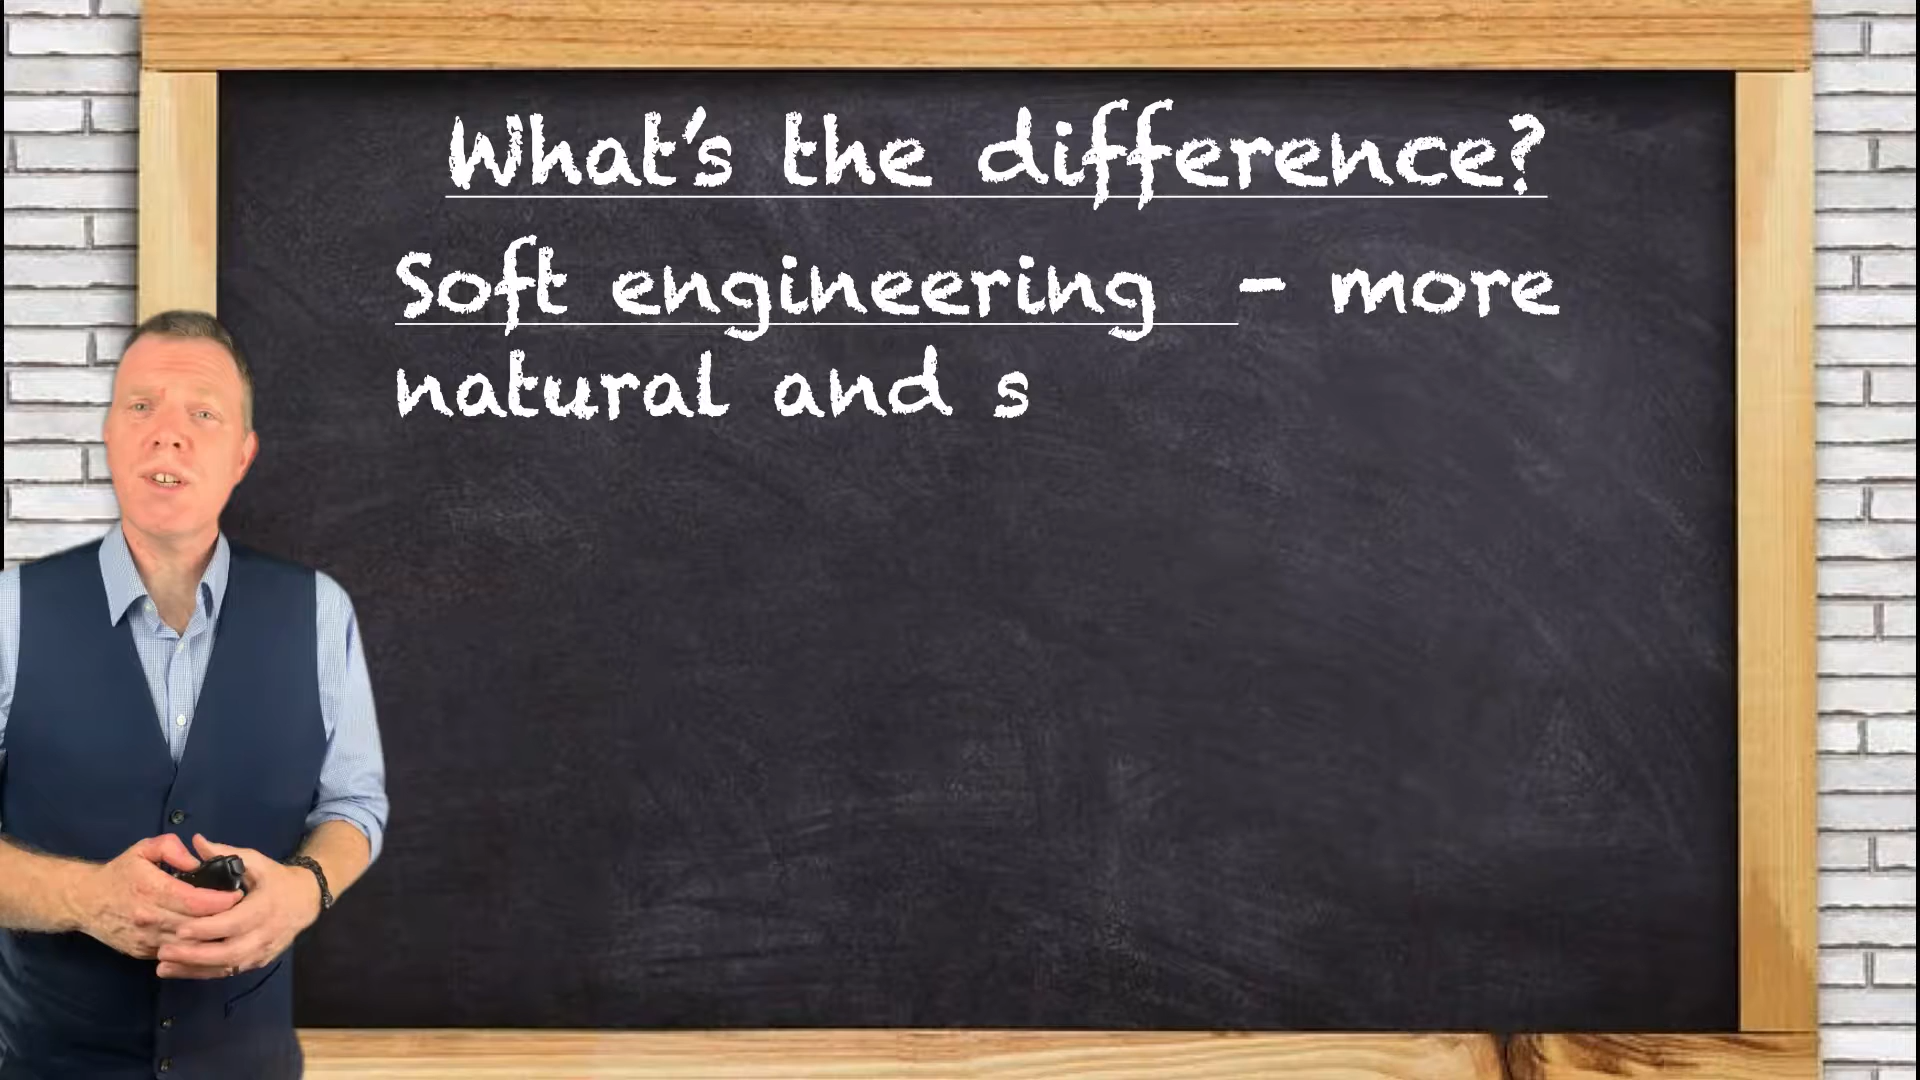 What's the difference?
Soft engineering - more
natural and s